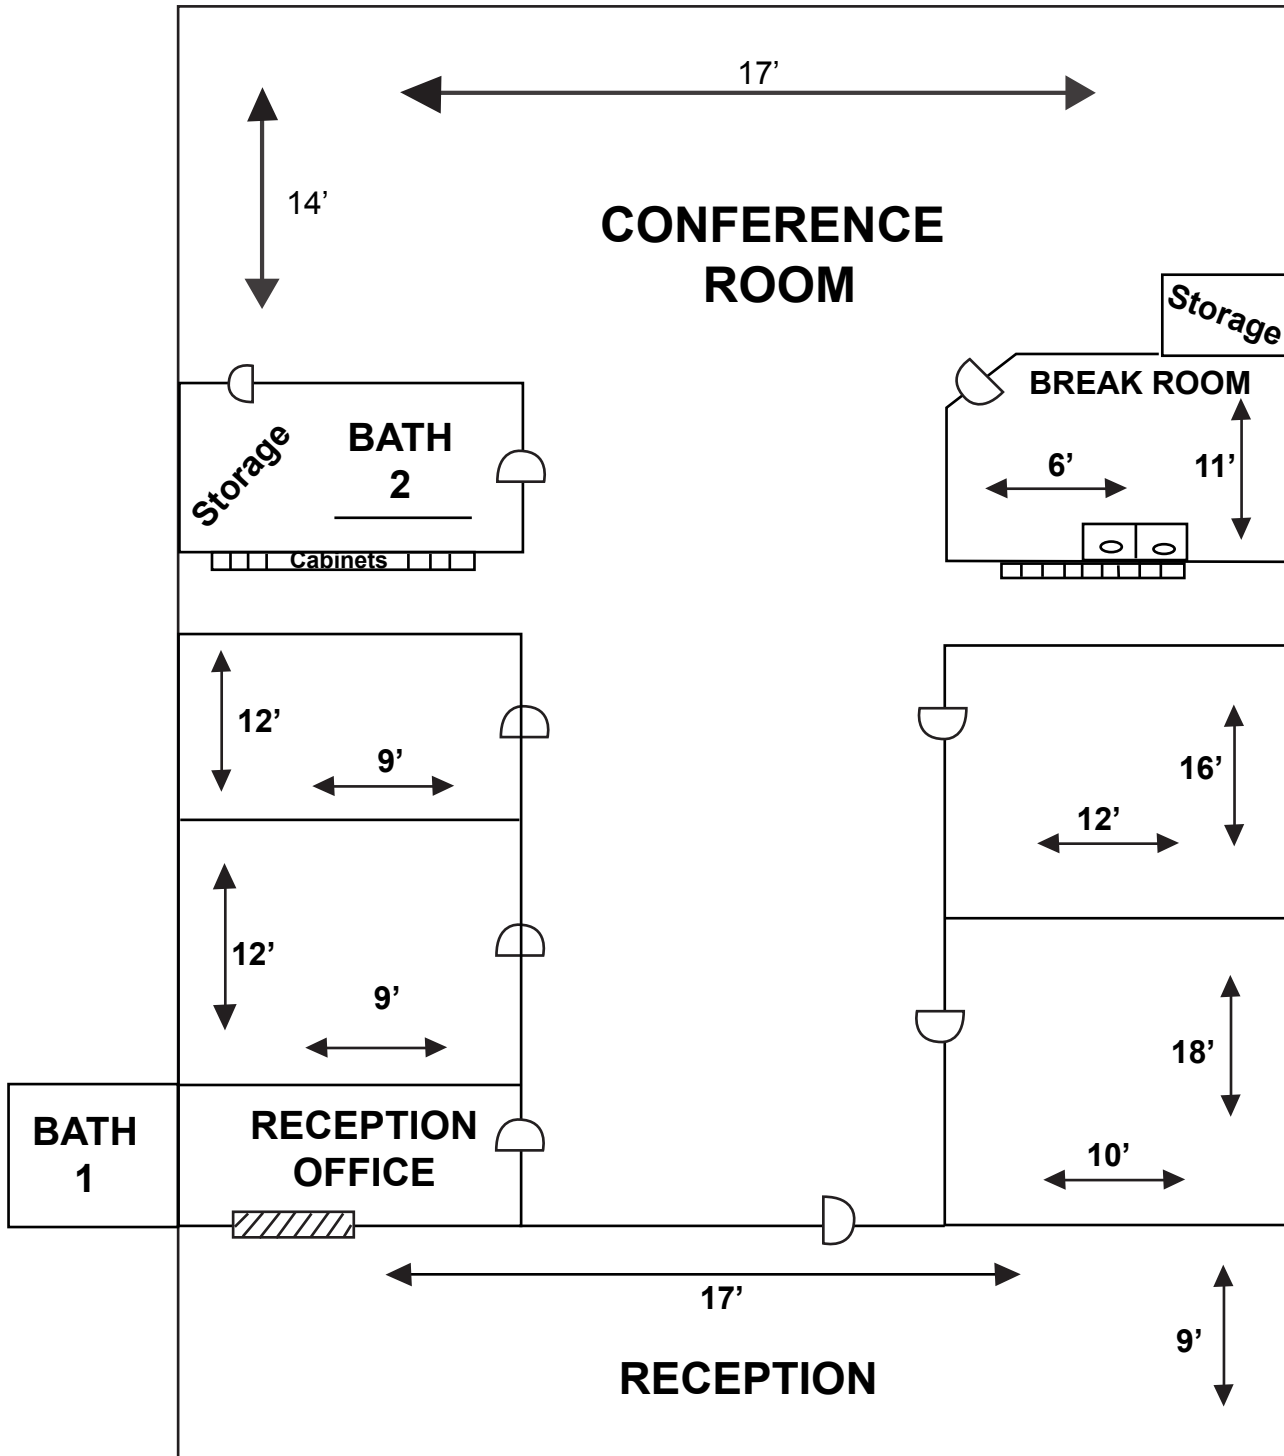 17’
14’
CONFERENCE
ROOM
Storage
BREAK ROOM
BATH
2
Storage
6’
11’
Cabinets
12’
9’
16’
12’
12’
9’
18’
10’
BATH
1
RECEPTION
OFFICE
17’
9’
RECEPTION